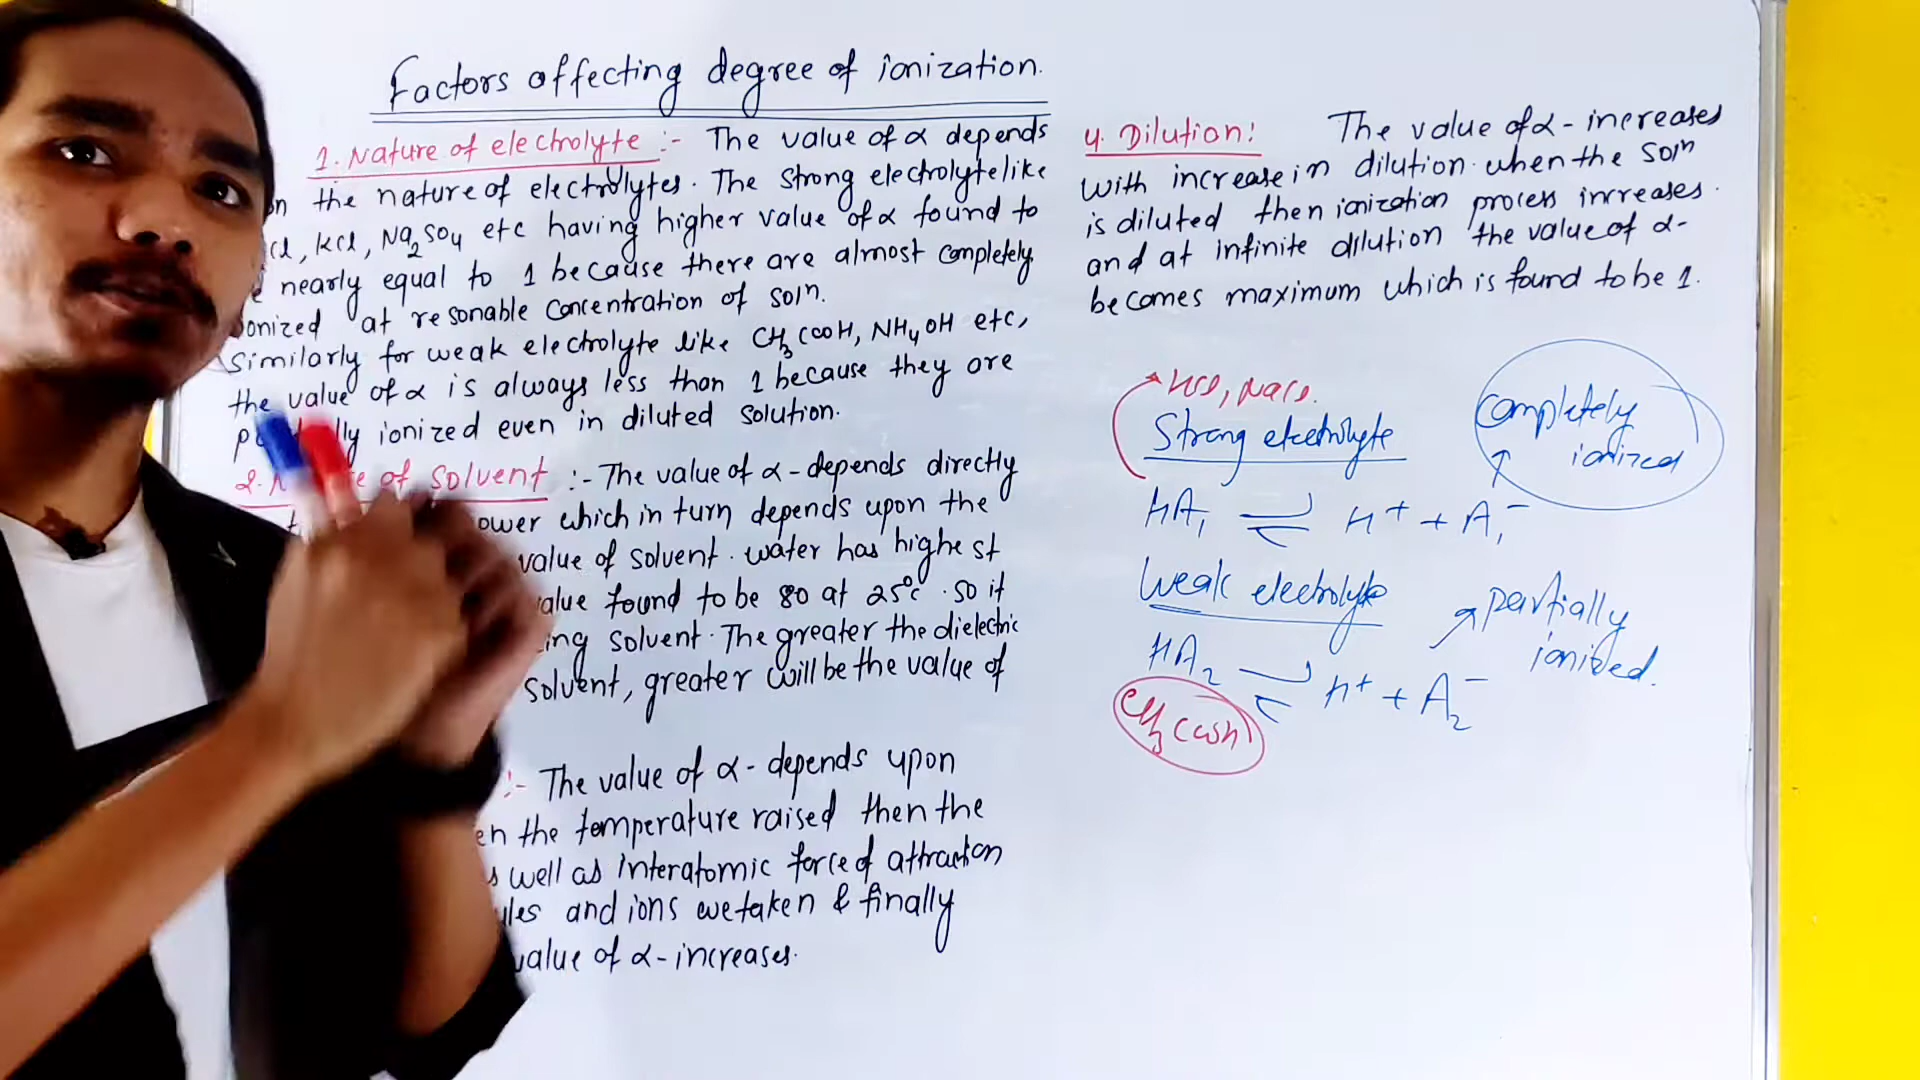 Factors affecting degree of ionization.
1. Nature of electrolyte :- The value of α depends
on the nature of electrolytes. The strong electrolyte like
cl, kcl, Na2SO4 etc having higher value of α found to
nearly equal to 1 because there are almost completely
ionized at resonable concentration of solⁿ.
Similarly for weak electrolyte like CH3COOH, NH4OH etc,
the value of α is always less than 1 because they are
ionized even in diluted solution.
2. of solvent :- The value of α-depends directly
ower which in turn depends upon the
value of solvent. water has highest
value found to be 80 at 25°c. so it
ing solvent. The greater the dielectric
solvent, greater will be the value of
:- The value of α- depends upon
en the temperature raised then the
s well as interatomic force of attraction
ules and ions wetaken & finally
value of α-increases.
4. Dilution: The value of α- increases
with increase in dilution. when the solⁿ
is diluted then ionization process increases.
and at infinite dilution the value of α-
becomes maximum which is found to be 1.
HCl, NaCl.
Strong electrolyte
completely
ionized
HA1 ⇌ H+ + A1-
Weak electrolyte
partially
ionized.
HA2 ⇌ H+ + A2-
CH3COOH